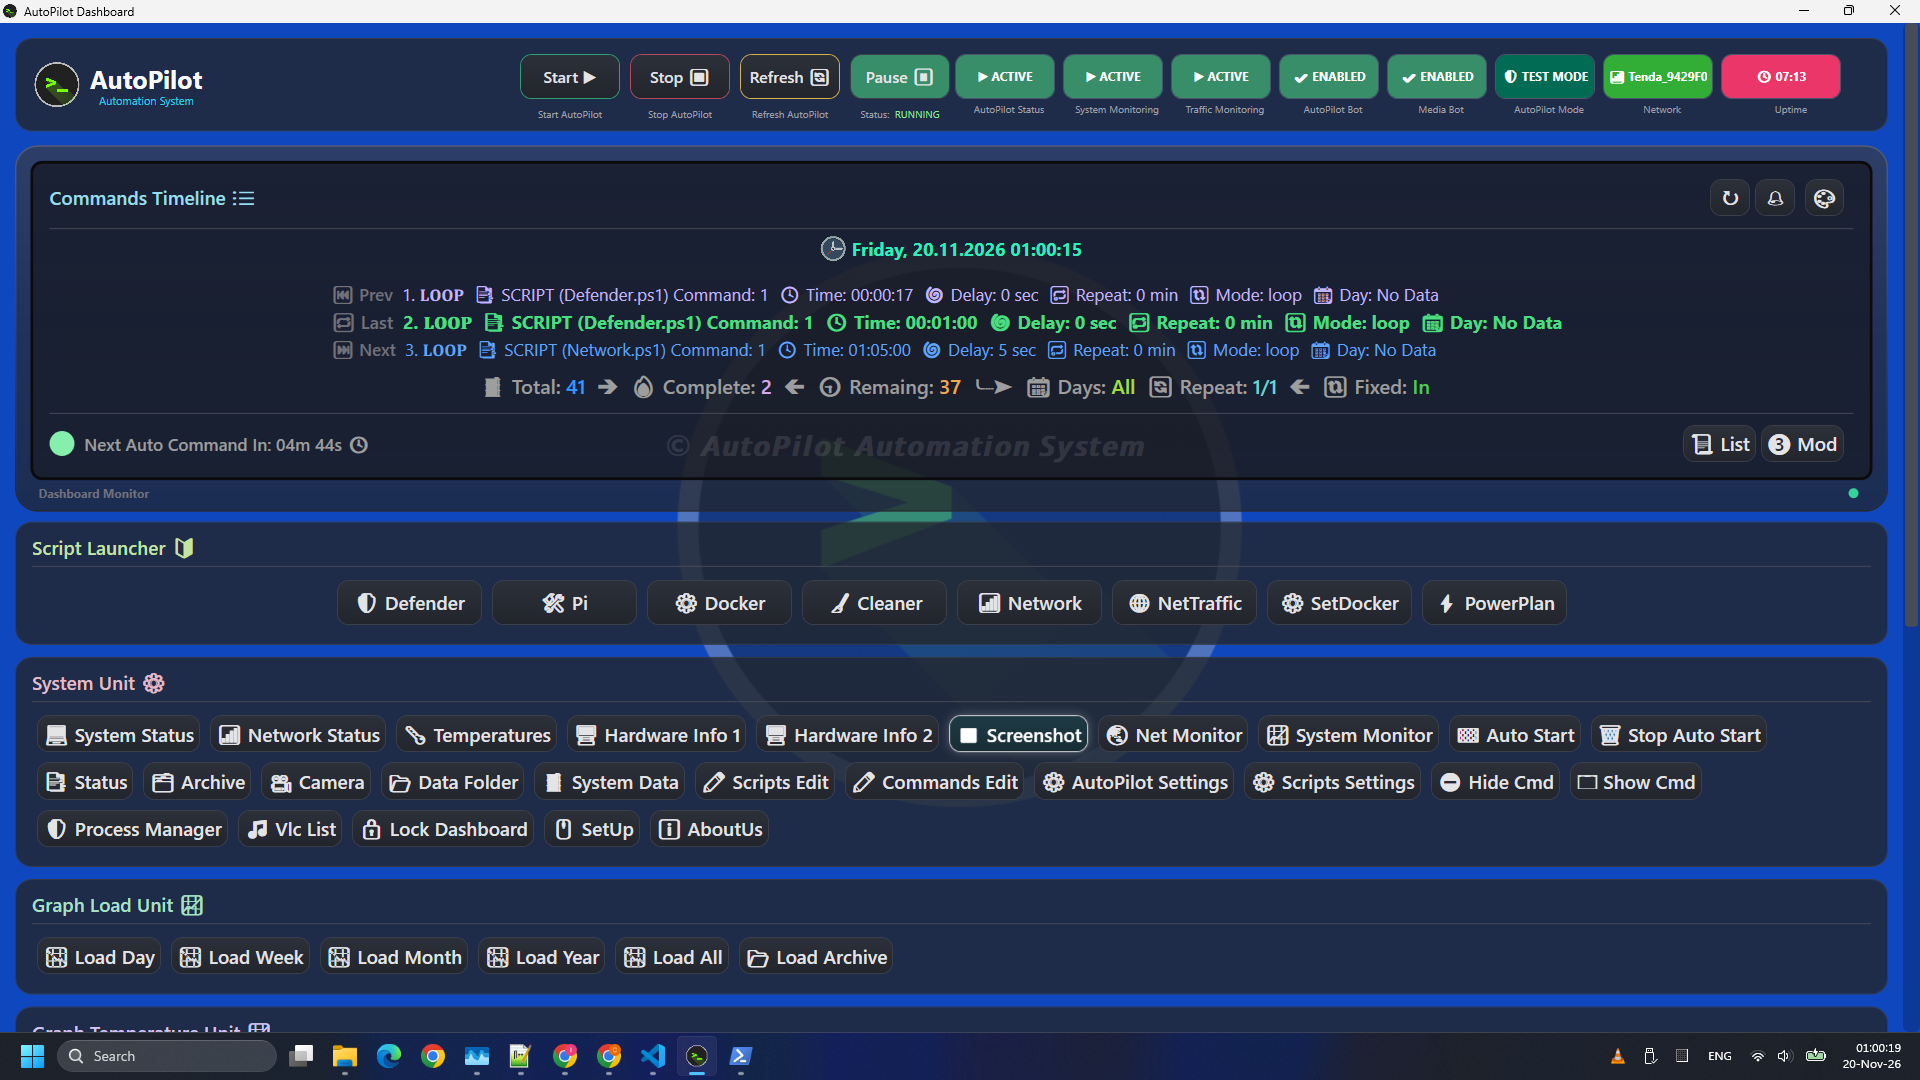 AutoPilot Dashboard
AutoPilot
Automation System
Start
Start AutoPilot
Stop
Stop AutoPilot
Refresh
Refresh AutoPilot
Pause
Status: RUNNING
ACTIVE
AutoPilot Status
ACTIVE
System Monitoring
ACTIVE
Traffic Monitoring
ENABLED
AutoPilot Bot
ENABLED
Media Bot
TEST MODE
AutoPilot Mode
Tenda_9429F0
Network
07:13
Uptime
Commands Timeline
Friday, 20.11.2026 01:00:15
Prev 1. LOOP SCRIPT (Defender.ps1) Command: 1 Time: 00:00:17 Delay: 0 sec Repeat: 0 min Mode: loop Day: No Data
Last 2. LOOP SCRIPT (Defender.ps1) Command: 1 Time: 00:01:00 Delay: 0 sec Repeat: 0 min Mode: loop Day: No Data
Next 3. LOOP SCRIPT (Network.ps1) Command: 1 Time: 01:05:00 Delay: 5 sec Repeat: 0 min Mode: loop Day: No Data
Total: 41 Complete: 2 Remaing: 37 Days: All Repeat: 1/1 Fixed: In
Next Auto Command In: 04m 44s
© AutoPilot Automation System
List
3 Mod
Dashboard Monitor
Script Launcher
Defender Pi Docker Cleaner Network NetTraffic SetDocker PowerPlan
System Unit
System Status Network Status Temperatures Hardware Info 1 Hardware Info 2 Screenshot Net Monitor System Monitor Auto Start Stop Auto Start
Status Archive Camera Data Folder System Data Scripts Edit Commands Edit AutoPilot Settings Scripts Settings Hide Cmd Show Cmd
Process Manager Vlc List Lock Dashboard SetUp AboutUs
Graph Load Unit
Load Day Load Week Load Month Load Year Load All Load Archive
Graph Temperature Unit
Search
ENG
01:00:19
20-Nov-26